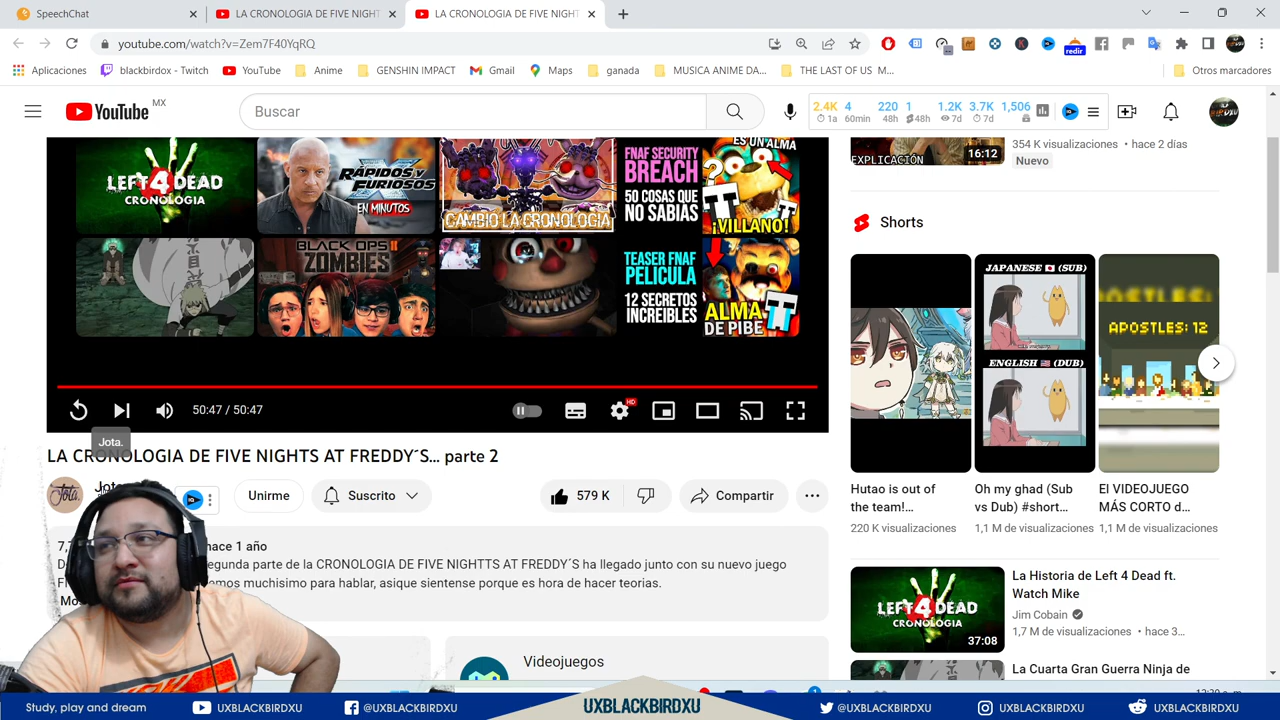 SpeechChat
LA CRONOLOGIA DE FIVE NIGHT
LA CRONOLOGIA DE FIVE NIGHT
youtube.com/watch?v=Zem7F40YqRQ
redir
Aplicaciones
blackbirdox - Twitch
YouTube
Anime
GENSHIN IMPACT
Gmail
Maps
ganada
MUSICA ANIME DA...
THE LAST OF US M...
Otros marcadores
YouTube MX
Buscar
2.4K 4 220 1 1.2K 3.7K 1,506
1a 60min 48h 48h 7d 7d
LEFT 4 DEAD
CRONOLOGIA
RÁPIDOS Y
FURIOSOS
EN MINUTOS
CAMBIO LA CRONOLOGIA
FNAF SECURITY
BREACH
50 COSAS QUE
NO SABIAS
ES UN ALMA
¡VILLANO!
BLACK OPS II
ZOMBIES
TEASER FNAF
PELICULA
12 SECRETOS
INCREIBLES
ALMA
DE PIBE
50:47 / 50:47
HD
Jota.
LA CRONOLOGIA DE FIVE NIGHTS AT FREDDY´S... parte 2
Jota
Unirme
Suscrito
579 K
Compartir
hace 1 año
segunda parte de la CRONOLOGIA DE FIVE NIGHTTS AT FREDDY´S ha llegado junto con su nuevo juego
muchisimo para hablar, asique sientense porque es hora de hacer teorias.
Videojuegos
EXPLICACIÓN
16:12
354 K visualizaciones • hace 2 días
Nuevo
Shorts
JAPANESE (SUB)
ENGLISH (DUB)
APOSTLES: 12
Hutao is out of
the team!...
220 K visualizaciones
Oh my ghad (Sub
vs Dub) #short...
1,1 M de visualizaciones
El VIDEOJUEGO
MÁS CORTO d...
1,1 M de visualizaciones
LEFT 4 DEAD
CRONOLOGIA
37:08
La Historia de Left 4 Dead ft.
Watch Mike
Jim Cobain
1,7 M de visualizaciones • hace 3...
La Cuarta Gran Guerra Ninja de
Study, play and dream
UXBLACKBIRDXU
@UXBLACKBIRDXU
UXBLACKBIRDXU
@UXBLACKBIRDXU
UXBLACKBIRDXU
UXBLACKBIRDXU